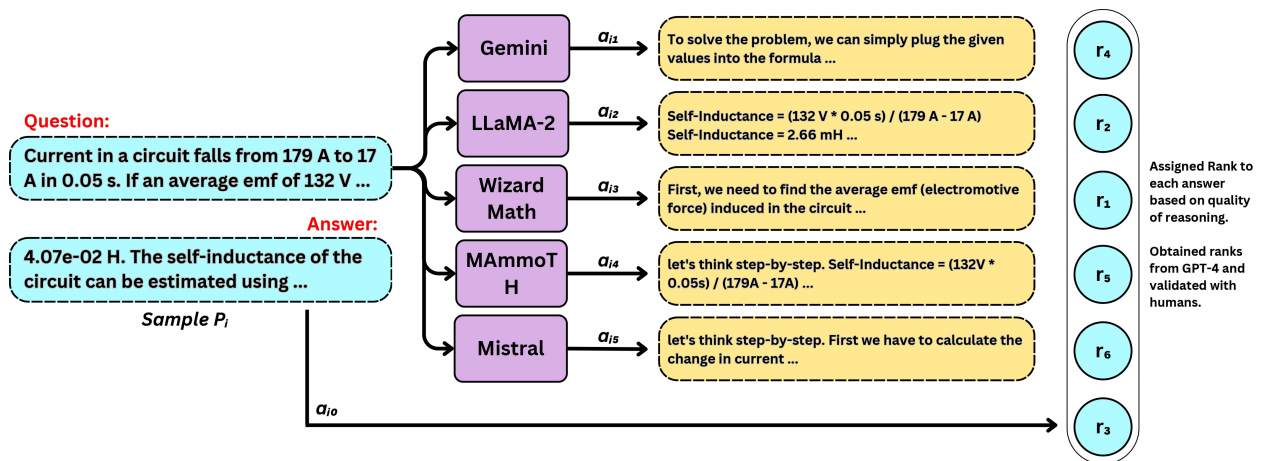 Question:
Current in a circuit falls from 179 A to 17
A in 0.05 s. If an average emf of 132 V ...
Answer:
4.07e-02 H. The self-inductance of the
circuit can be estimated using ...
Sample Pᵢ
aᵢ₀
Gemini
LLaMA-2
Wizard
Math
MAmmoT
H
Mistral
aᵢ₁
aᵢ₂
aᵢ₃
aᵢ₄
aᵢ₅
To solve the problem, we can simply plug the given
values into the formula ...
Self-Inductance = (132 V * 0.05 s) / (179 A - 17 A)
Self-Inductance = 2.66 mH ...
First, we need to find the average emf (electromotive
force) induced in the circuit ...
let's think step-by-step. Self-Inductance = (132V *
0.05s) / (179A - 17A) ...
let's think step-by-step. First we have to calculate the
change in current ...
r₄
r₂
r₁
r₅
r₆
r₃
Assigned Rank to
each answer
based on quality
of reasoning.
Obtained ranks
from GPT-4 and
validated with
humans.